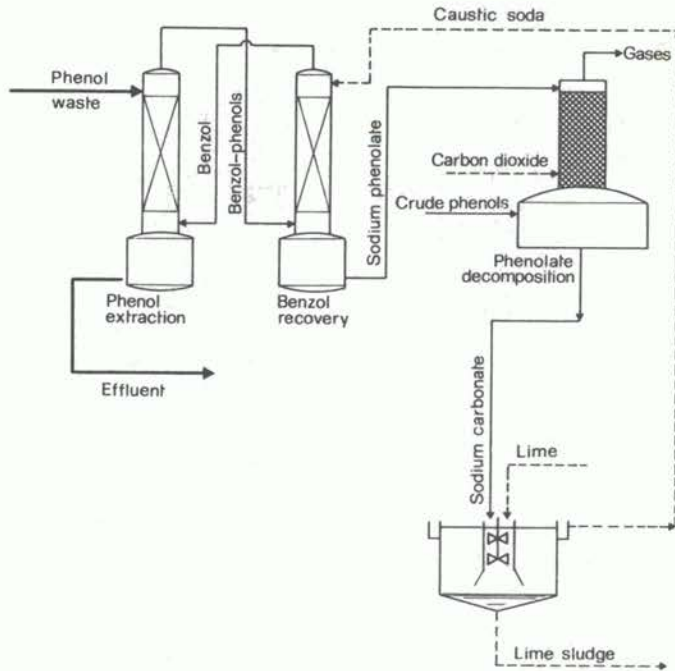 Caustic soda
Gases
Phenol
waste
Benzol
Benzol-phenols
Sodium phenolate
Carbon dioxide
Crude phenols
Phenolate
decomposition
Phenol
extraction
Benzol
recovery
Effluent
Sodium carbonate
Lime
Lime sludge